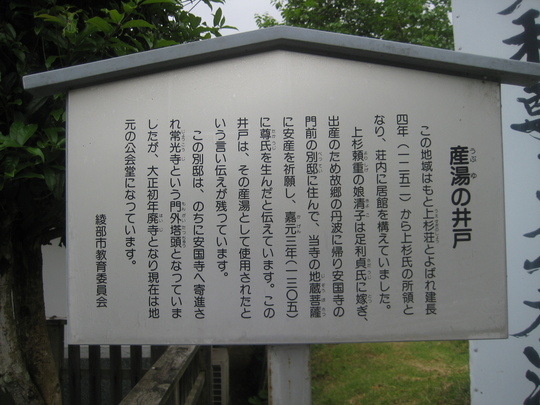 産湯の井戸
うぶゆ
この地域はもと上杉荘とよばれ建長
四年(一二五二)から上杉氏の所領と
なり、荘内に居館を構えていました。
上杉頼重の娘清子は足利貞氏に嫁ぎ、
出産のため故郷の丹波に帰り安国寺の
門前の別邸に住んで、当寺の地蔵菩薩
に安産を祈願し、嘉元三年(一三〇五)
に尊氏を生んだと伝えています。この
井戸は、その産湯として使用されたと
いう言い伝えが残つています。
この別邸は、のちに安国寺へ寄進さ
れ常光寺という門外塔頭となっていま
したが、大正初年廃寺となり現在は地
元の公会堂になっています。
綾部市教育委員会